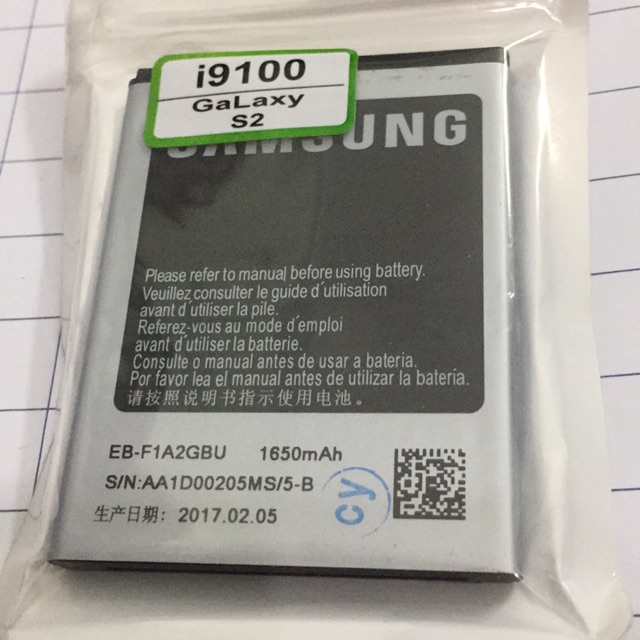 i9100
GaLaxy
S2
SAMSUNG
Please refer to manual before using battery.
Veuillez consulter le guide d'utilisation
avant d'utiliser la pile.
Referez-vous au mode d'emploi
avant d'utiliser la batterie.
Consulte o manual antes de usar a bateria.
Por favor lea el manual antes de utilizar la bateria.
请按照说明书指示使用电池。
EB-F1A2GBU 1650mAh
S/N:AA1D00205MS/5-B
生产日期: 2017.02.05
cy